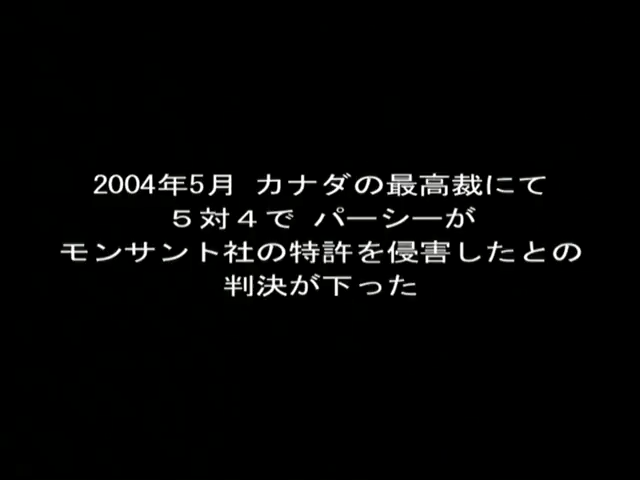 2004年5月 カナダの最高裁にて
５対４で パーシーが
モンサント社の特許を侵害したとの
判決が下った